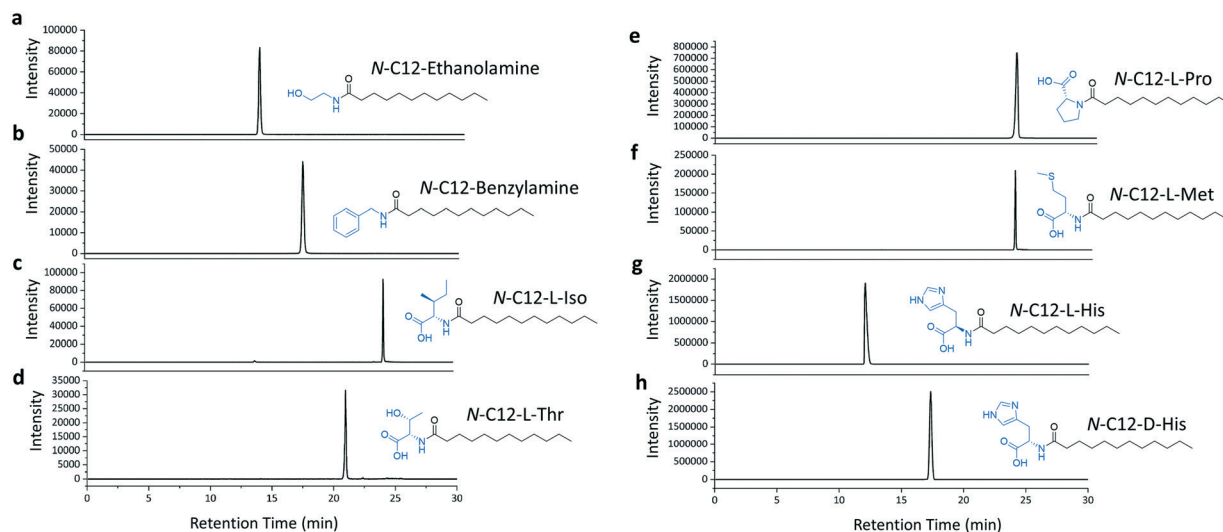 a
Intensity
100000
80000
60000
40000
20000
0
N-C12-Ethanolamine
HO
N
H
O
b
Intensity
50000
40000
30000
20000
10000
0
N-C12-Benzylamine
O
N
H
c
Intensity
100000
80000
60000
40000
20000
0
N-C12-L-Iso
O
O
N
H
OH
d
Intensity
35000
30000
25000
20000
15000
10000
5000
0
N-C12-L-Thr
HO
O
O
N
H
OH
0 5 10 15 20 25 30
Retention Time (min)
e
Intensity
800000
700000
600000
500000
400000
300000
200000
100000
0
N-C12-L-Pro
HO
O
O
N
f
Intensity
250000
200000
150000
100000
50000
0
N-C12-L-Met
S
O
O
N
H
OH
g
Intensity
2000000
1500000
1000000
500000
0
N-C12-L-His
N
HN
O
O
N
H
OH
h
Intensity
2500000
2000000
1500000
1000000
500000
0
N-C12-D-His
N
HN
O
O
N
H
OH
0 5 10 15 20 25 30
Retention Time (min)